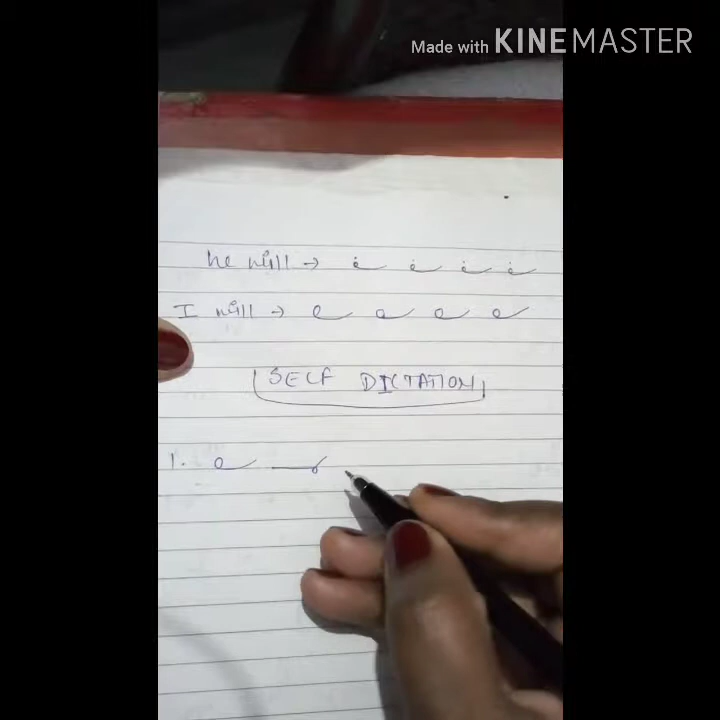 Made with KINEMASTER
he will →
I will →
SELF DICTATION
1.